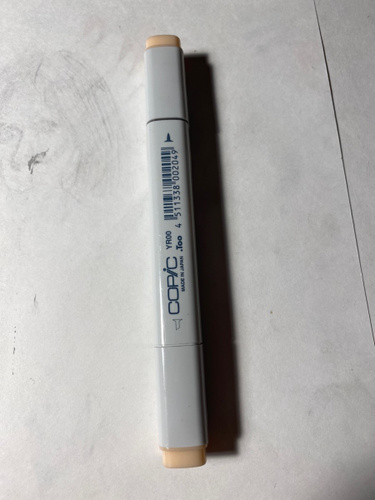 COPIC YR00
MADE IN JAPAN .Too
4 511338 002049